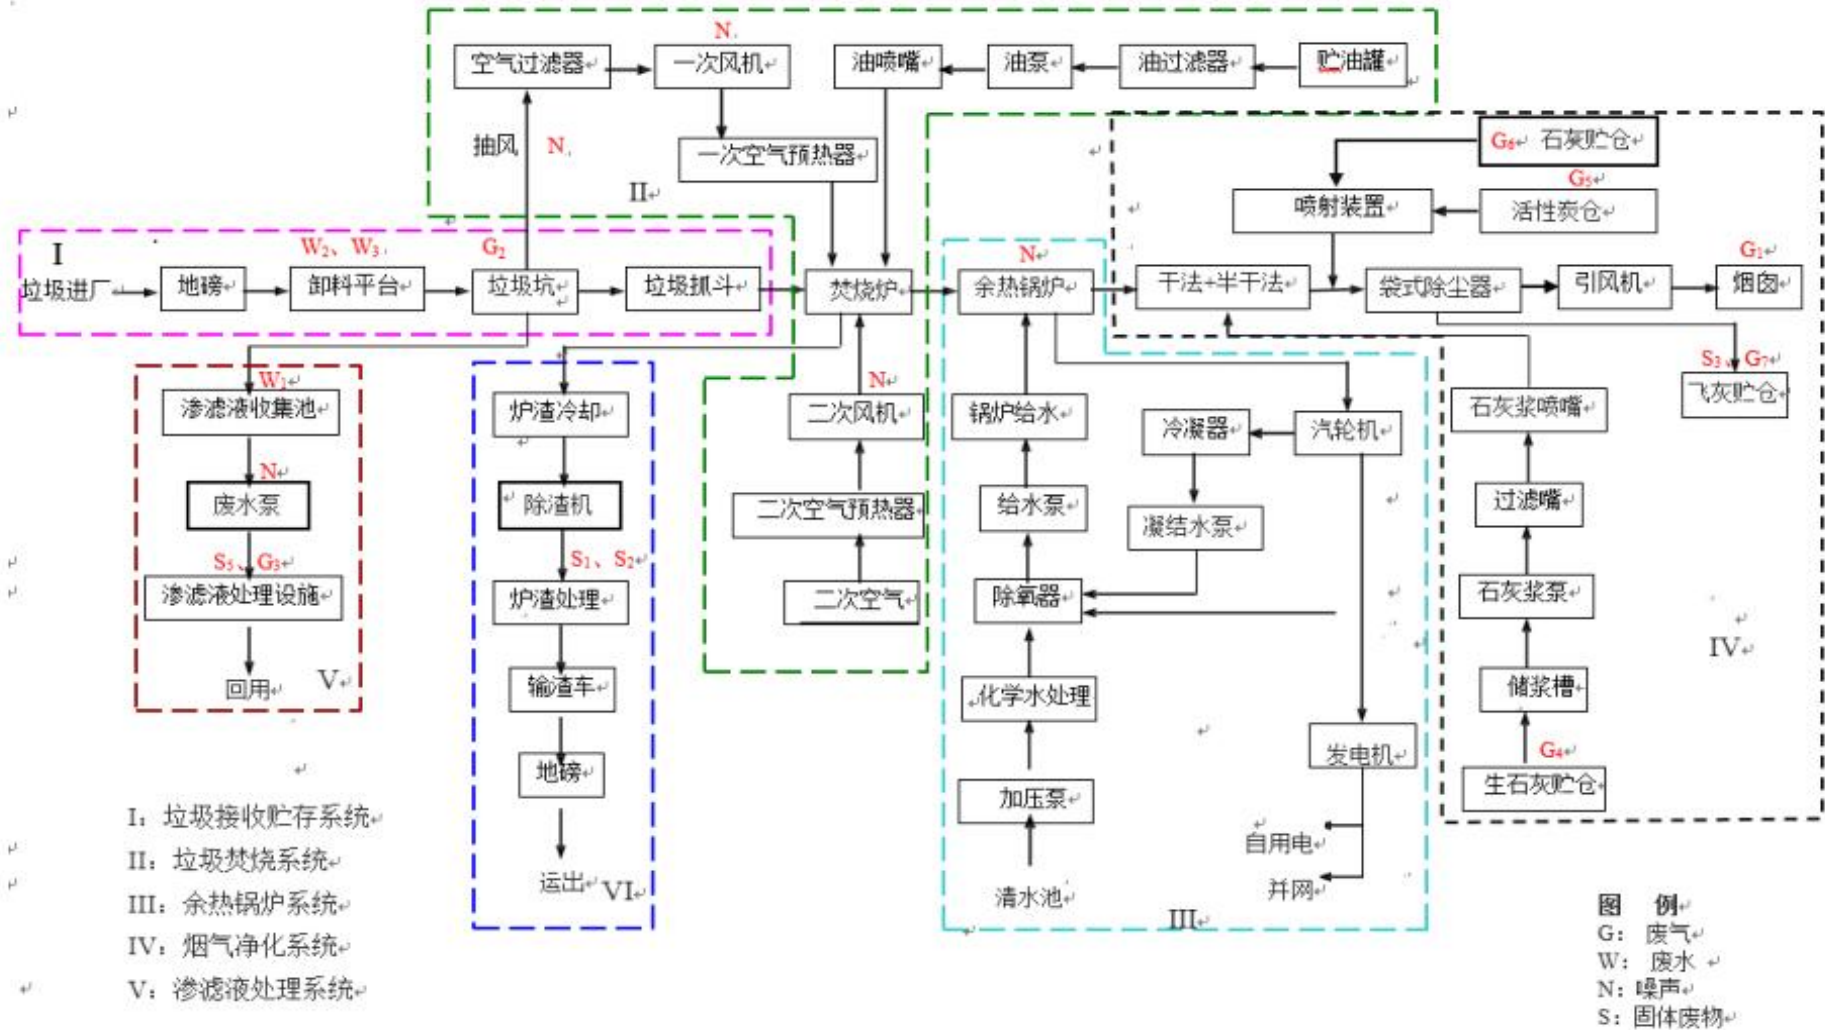 N
空气过滤器
一次风机
油喷嘴
油泵
油过滤器
贮油罐
抽风
N
一次空气预热器
II
G6 石灰贮仓
G5
喷射装置
活性炭仓
I
W2、W3
G2
N
G1
垃圾进厂
地磅
卸料平台
垃圾坑
垃圾抓斗
焚烧炉
余热锅炉
干法+半干法
袋式除尘器
引风机
烟囱
W1
渗滤液收集池
N
废水泵
S5、G3
渗滤液处理设施
回用
V
炉渣冷却
除渣机
S1、S2
炉渣处理
输渣车
地磅
运出
VI
N
二次风机
二次空气预热器
二次空气
锅炉给水
给水泵
除氧器
化学水处理
加压泵
清水池
冷凝器
汽轮机
凝结水泵
发电机
自用电
并网
III
S3、G7
飞灰贮仓
石灰浆喷嘴
过滤嘴
石灰浆泵
储浆槽
G4
生石灰贮仓
IV
I：垃圾接收贮存系统
II：垃圾焚烧系统
III：余热锅炉系统
IV：烟气净化系统
V：渗滤液处理系统
图 例
G：废气
W：废水
N：噪声
S：固体废物